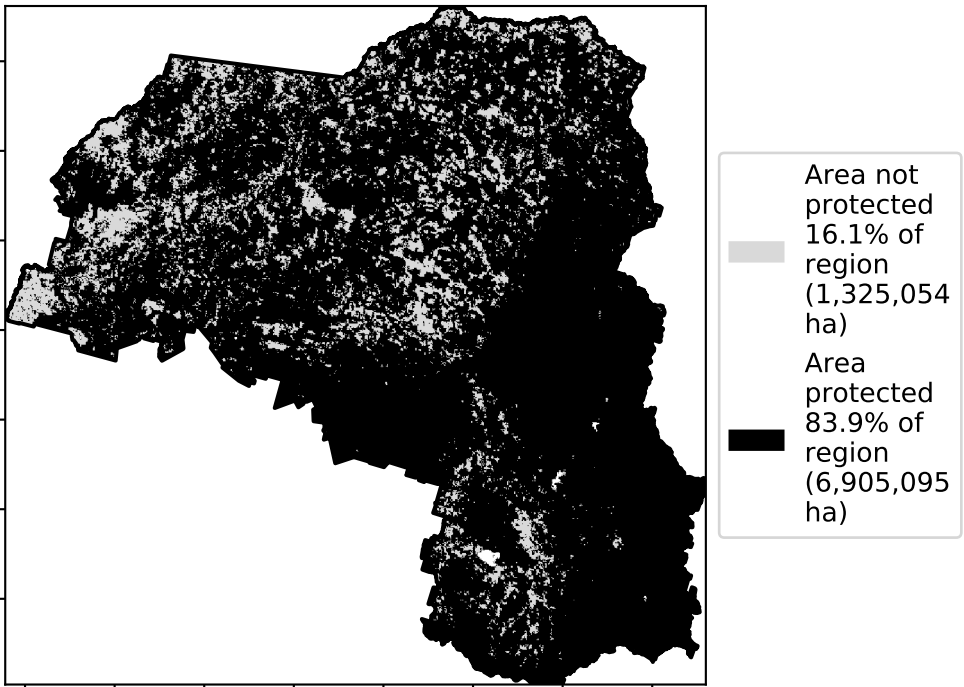 Area not
protected
16.1% of
region
(1,325,054
ha)
Area
protected
83.9% of
region
(6,905,095
ha)